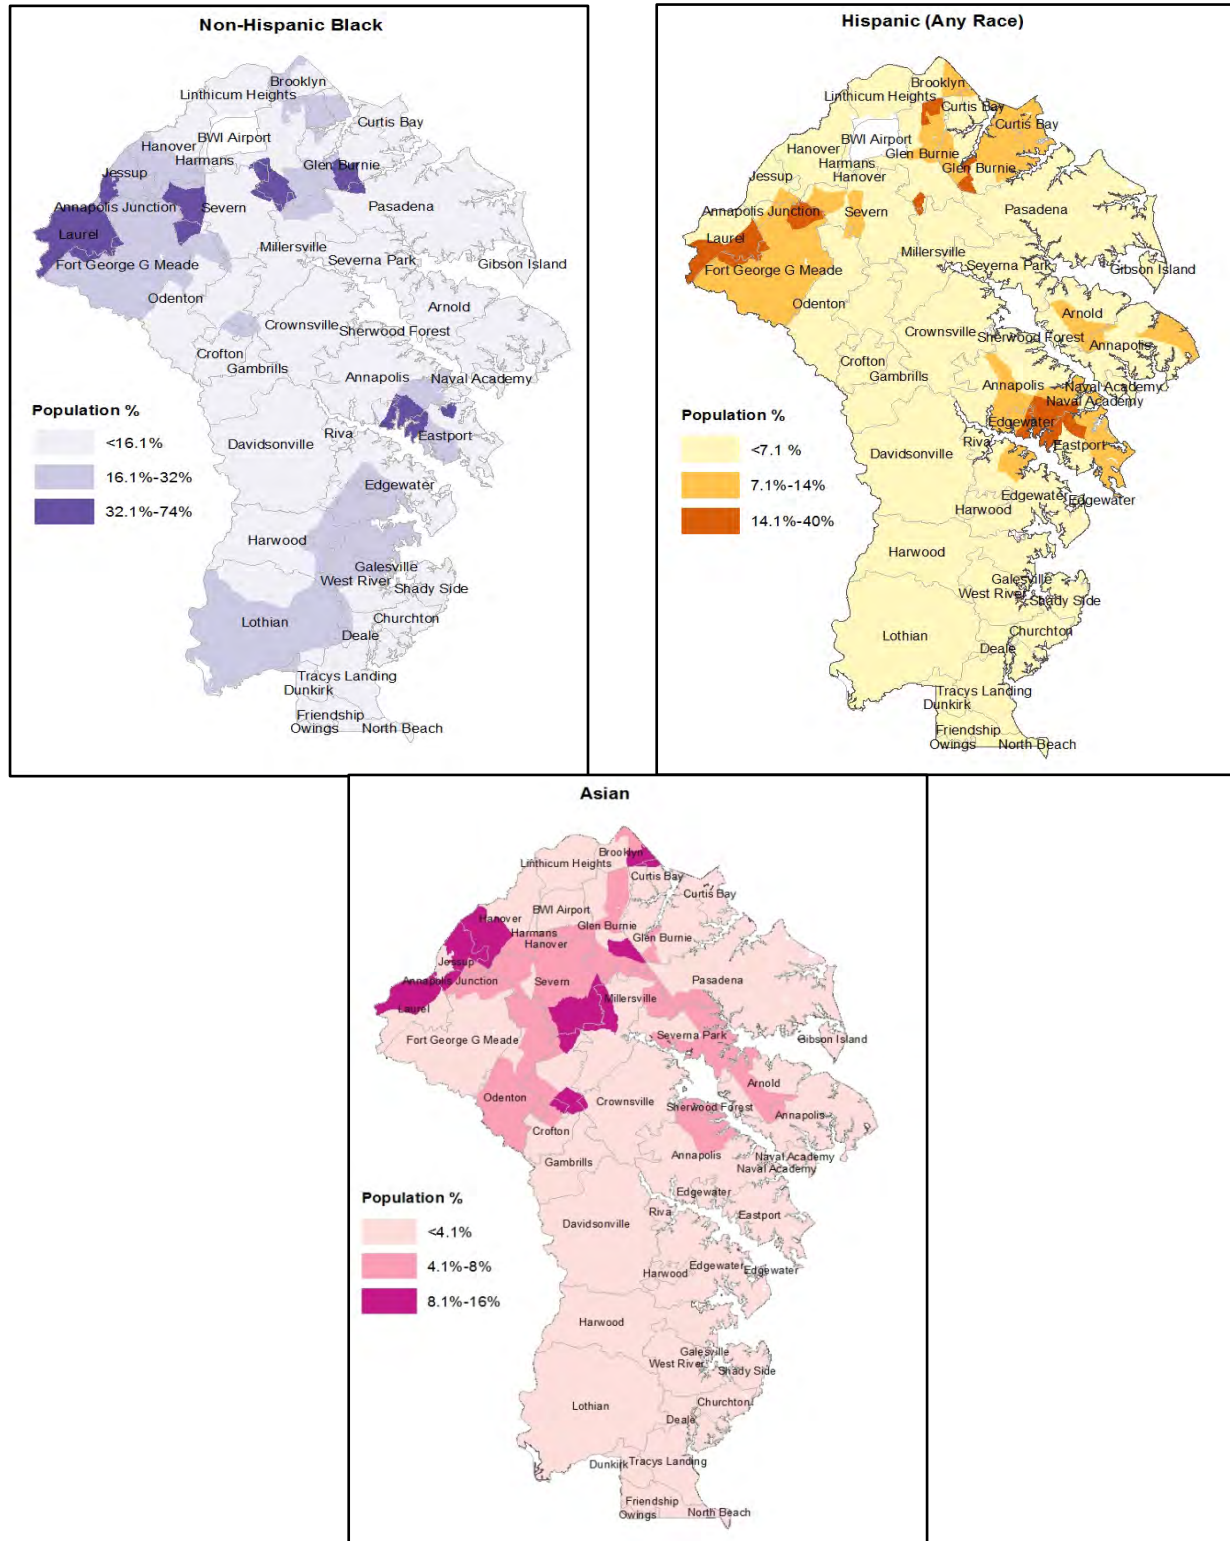 Non-Hispanic Black
Brooklyn
Linthicum Heights
Curtis Bay
BWI Airport
Hanover
Harmans
Glen Burnie
Jessup
Annapolis Junction
Severn
Pasadena
Laurel
Millersville
Severna Park
Fort George G Meade
Gibson Island
Odenton
Arnold
Crownsville
Sherwood Forest
Crofton
Gambrills
Annapolis
Naval Academy
Population %
<16.1%
16.1%-32%
32.1%-74%
Riva
Eastport
Davidsonville
Edgewater
Harwood
Galesville
West River
Shady Side
Lothian
Churchton
Deale
Tracys Landing
Dunkirk
Friendship
Owings
North Beach
Hispanic (Any Race)
Brooklyn
Linthicum Heights
Curtis Bay
Curtis Bay
BWI Airport
Hanover
Glen Burnie
Harmans
Glen Burnie
Jessup
Hanover
Annapolis Junction
Severn
Pasadena
Laurel
Millersville
Severna Park
Fort George G Meade
Gibson Island
Odenton
Arnold
Crownsville
Sherwood Forest
Annapolis
Crofton
Gambrills
Annapolis
Naval Academy
Naval Academy
Population %
<7.1 %
7.1%-14%
14.1%-40%
Edgewater
Riva
Eastport
Davidsonville
Edgewater
Edgewater
Harwood
Harwood
Galesville
West River
Shady Side
Lothian
Churchton
Deale
Tracys Landing
Dunkirk
Friendship
Owings
North Beach
Asian
Brooklyn
Linthicum Heights
Curtis Bay
Curtis Bay
BWI Airport
Hanover
Glen Burnie
Harmans
Glen Burnie
Hanover
Jessup
Annapolis Junction
Severn
Pasadena
Laurel
Millersville
Fort George G Meade
Severna Park
Gibson Island
Odenton
Arnold
Crownsville
Sherwood Forest
Annapolis
Crofton
Gambrills
Annapolis
Naval Academy
Naval Academy
Population %
<4.1%
4.1%-8%
8.1%-16%
Edgewater
Riva
Eastport
Davidsonville
Edgewater
Edgewater
Harwood
Harwood
Galesville
West River
Shady Side
Lothian
Churchton
Deale
Dunkirk
Tracys Landing
Friendship
Owings
North Beach